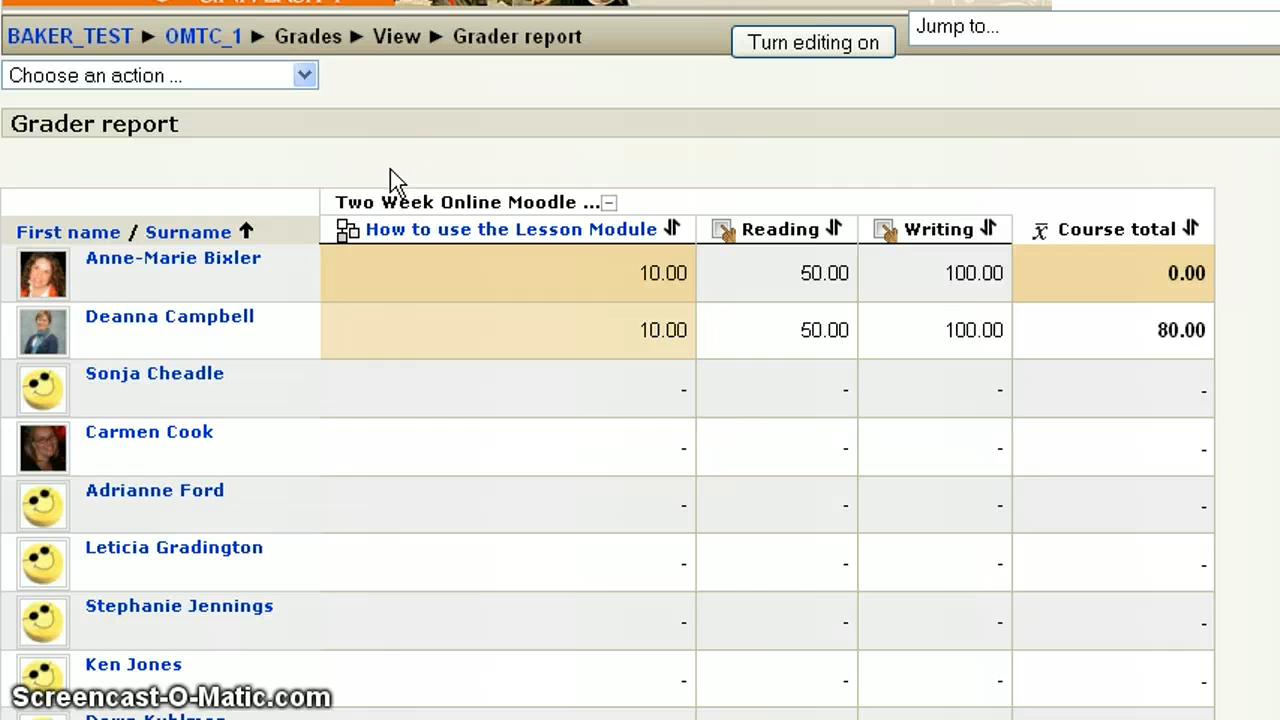 BAKER_TEST ► OMTC_1 ► Grades ► View ► Grader report
Turn editing on
Jump to...
Choose an action ...
Grader report
Two Week Online Moodle ...
First name / Surname
How to use the Lesson Module
Reading
Writing
Course total
Anne-Marie Bixler 10.00 50.00 100.00 0.00
Deanna Campbell 10.00 50.00 100.00 80.00
Sonja Cheadle - - - -
Carmen Cook - - - -
Adrianne Ford - - - -
Leticia Gradington - - - -
Stephanie Jennings - - - -
Ken Jones - - - -
Screencast-O-Matic.com